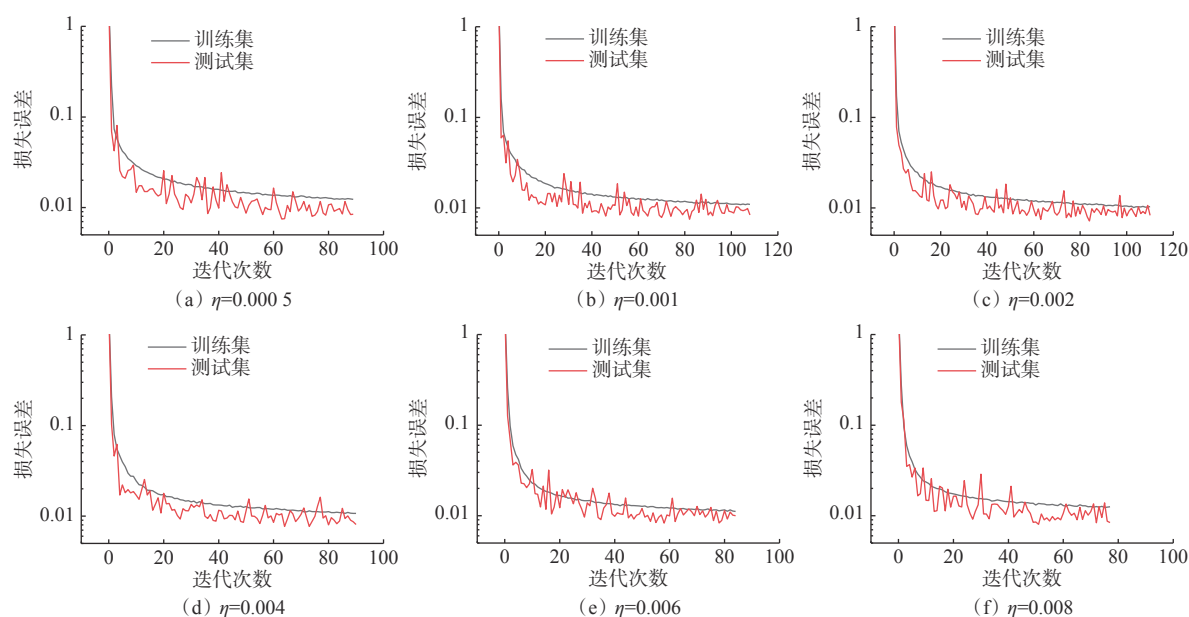 1
训练集
测试集
0.1
损失误差
0.01
0 20 40 60 80 100
迭代次数
(a) η=0.000 5
1
训练集
测试集
0.1
损失误差
0.01
0 20 40 60 80 100 120
迭代次数
(b) η=0.001
1
训练集
测试集
0.1
损失误差
0.01
0 20 40 60 80 100 120
迭代次数
(c) η=0.002
1
训练集
测试集
0.1
损失误差
0.01
0 20 40 60 80 100
迭代次数
(d) η=0.004
1
训练集
测试集
0.1
损失误差
0.01
0 20 40 60 80 100
迭代次数
(e) η=0.006
1
训练集
测试集
0.1
损失误差
0.01
0 20 40 60 80 100
迭代次数
(f) η=0.008